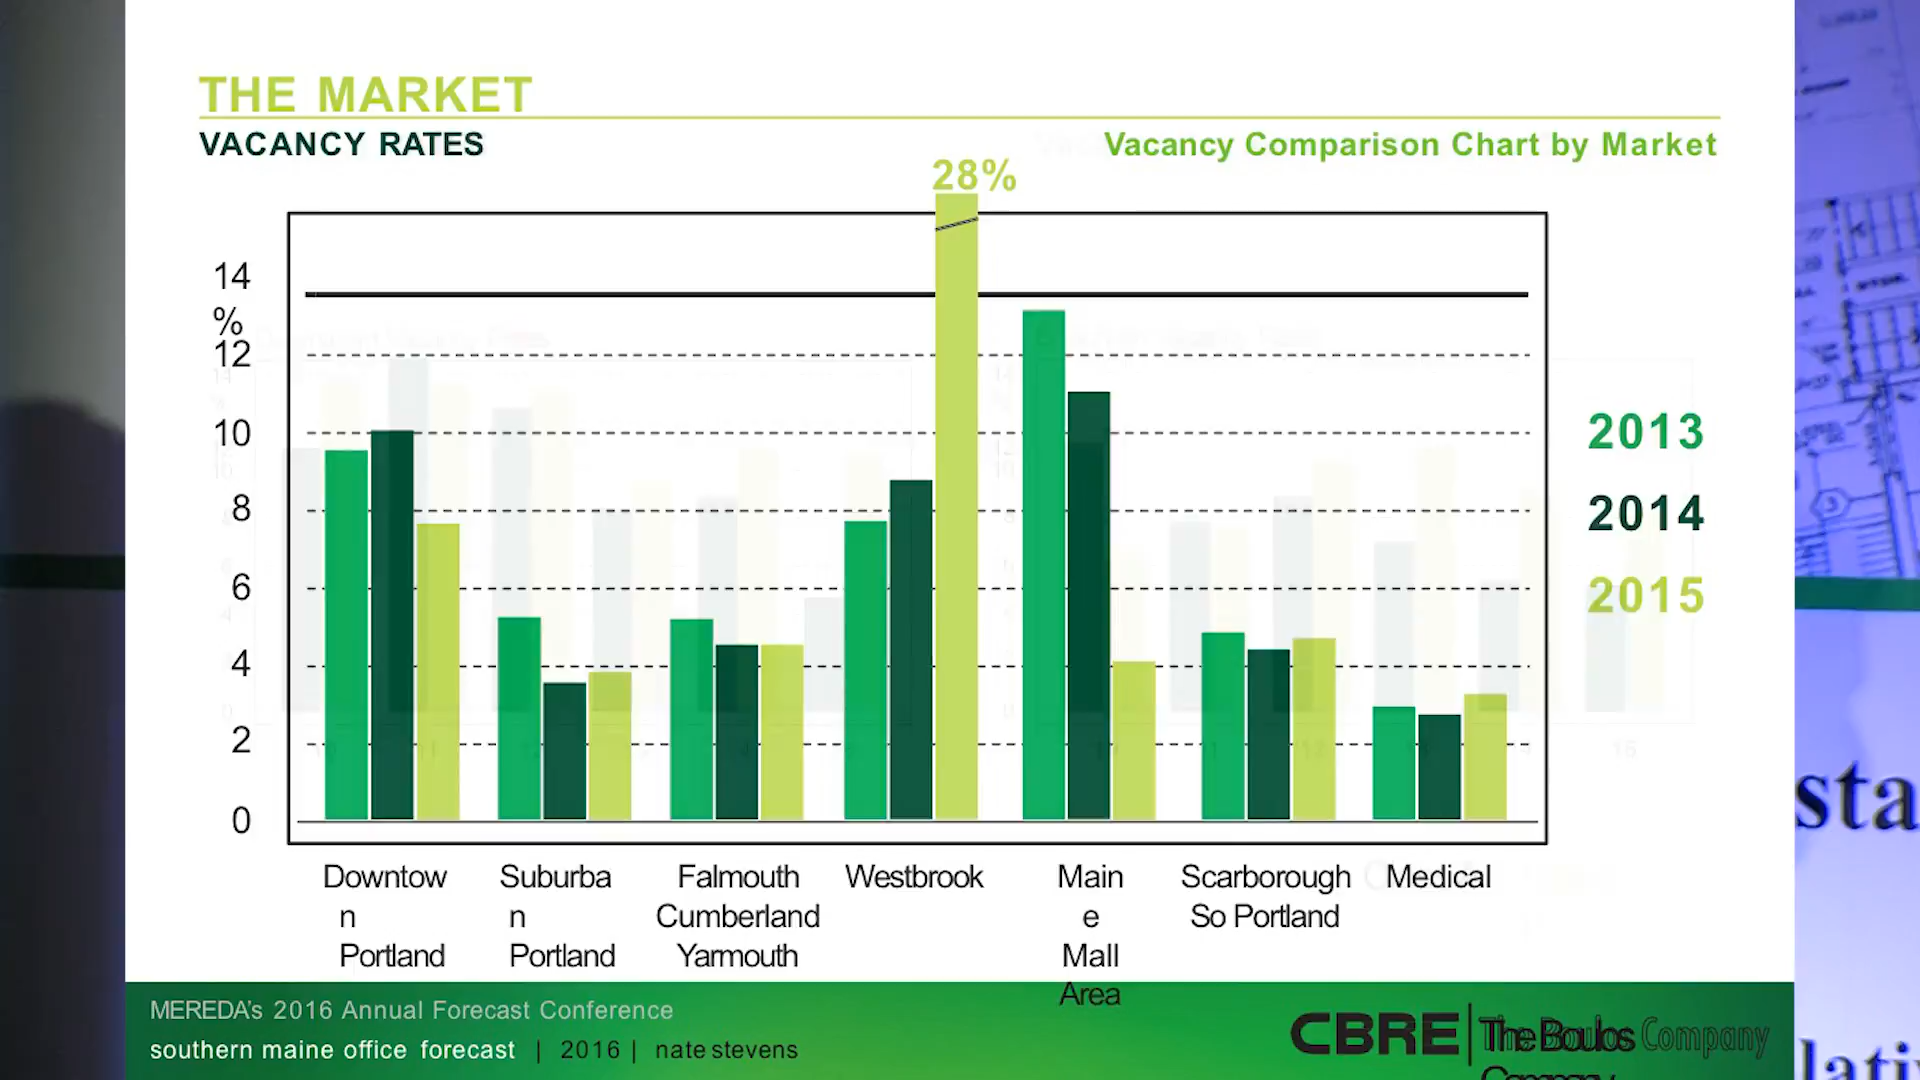 THE MARKET
VACANCY RATES
Vacancy Comparison Chart by Market
28%
14
%
12
10
8
6
4
2
0
2013
2014
2015
Downtow
n
Portland
Suburba
n
Portland
Falmouth
Cumberland
Yarmouth
Westbrook
Main
e
Mall
Area
Scarborough
So Portland
Medical
MEREDA's 2016 Annual Forecast Conference
southern maine office forecast | 2016 | nate stevens
CBRE The Boulos Company
Company
sta
lati